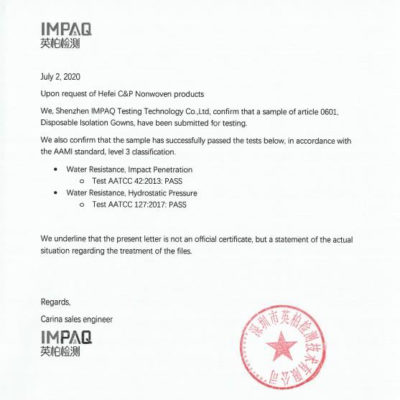 IMPAQ
英柏检测
July 2, 2020
Upon request of Hefei C&P Nonwoven products
We, Shenzhen IMPAQ Testing Technology Co.,Ltd, confirm that a sample of article 0601,
Disposable Isolation Gowns, have been submitted for testing.
We also confirm that the sample has successfully passed the tests below, in accordance with
the AAMI standard, level 3 classification.
• Water Resistance, Impact Penetration
o Test AATCC 42:2013: PASS
• Water Resistance, Hydrostatic Pressure
o Test AATCC 127:2017: PASS
We underline that the present letter is not an official certificate, but a statement of the actual
situation regarding the treatment of the files.
Regards,
Carina sales engineer
IMPAQ
英柏检测
深圳市英柏检测技术有限公司